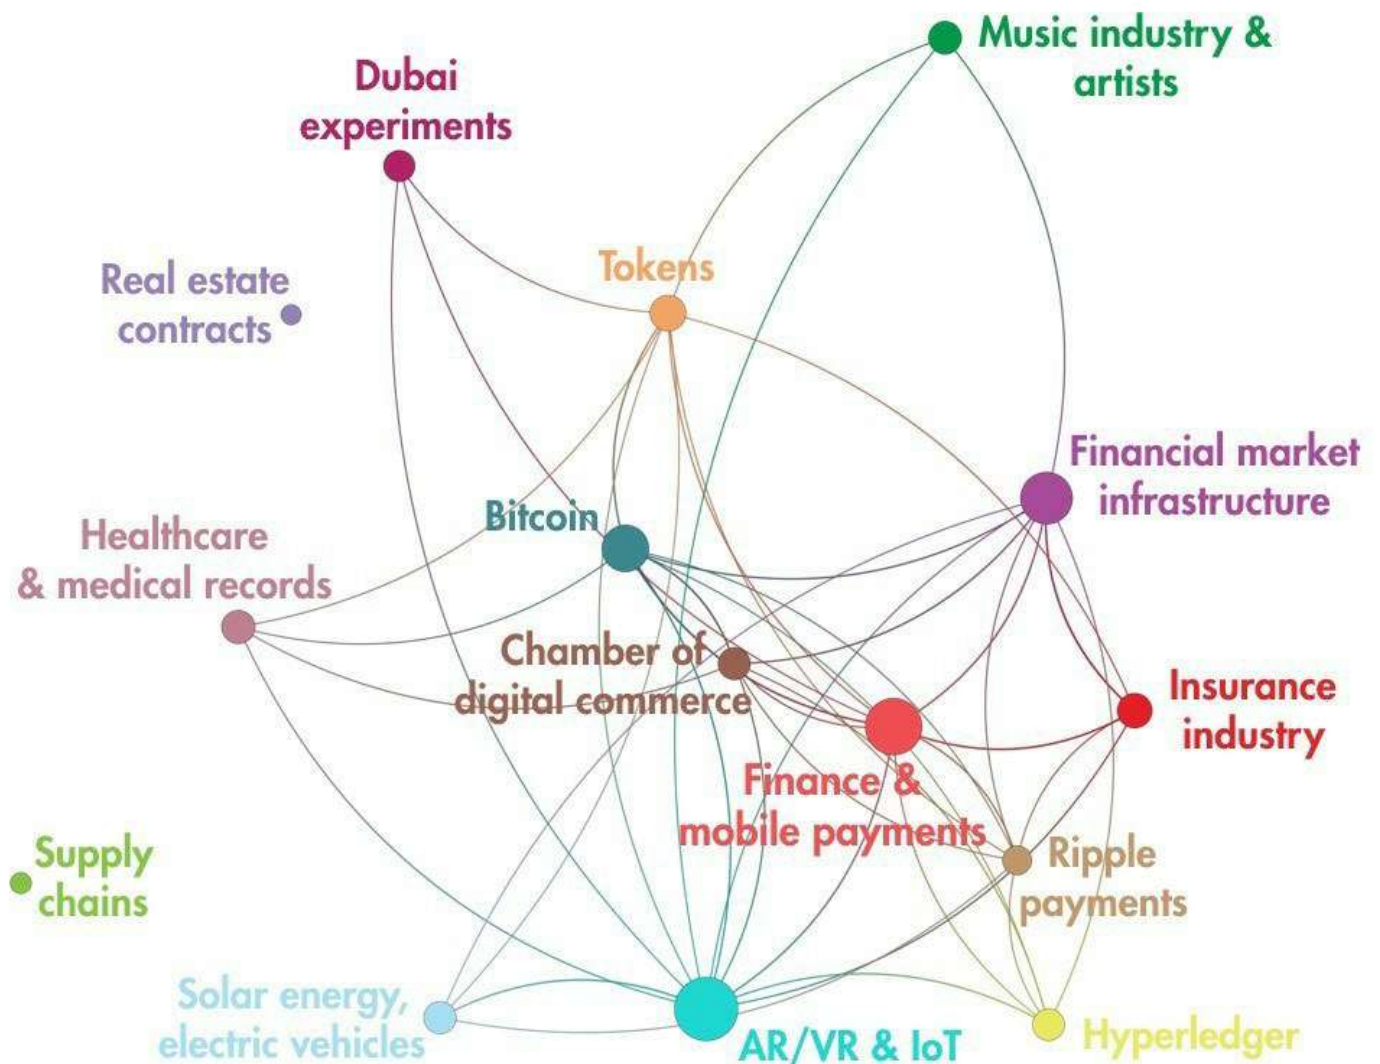 Music industry &
artists
Dubai
experiments
Tokens
Real estate
contracts
Financial market
infrastructure
Bitcoin
Healthcare
& medical records
Chamber of
digital commerce
Insurance
industry
Finance &
mobile payments
Ripple
payments
Supply
chains
Solar energy,
electric vehicles
AR/VR & IoT
Hyperledger